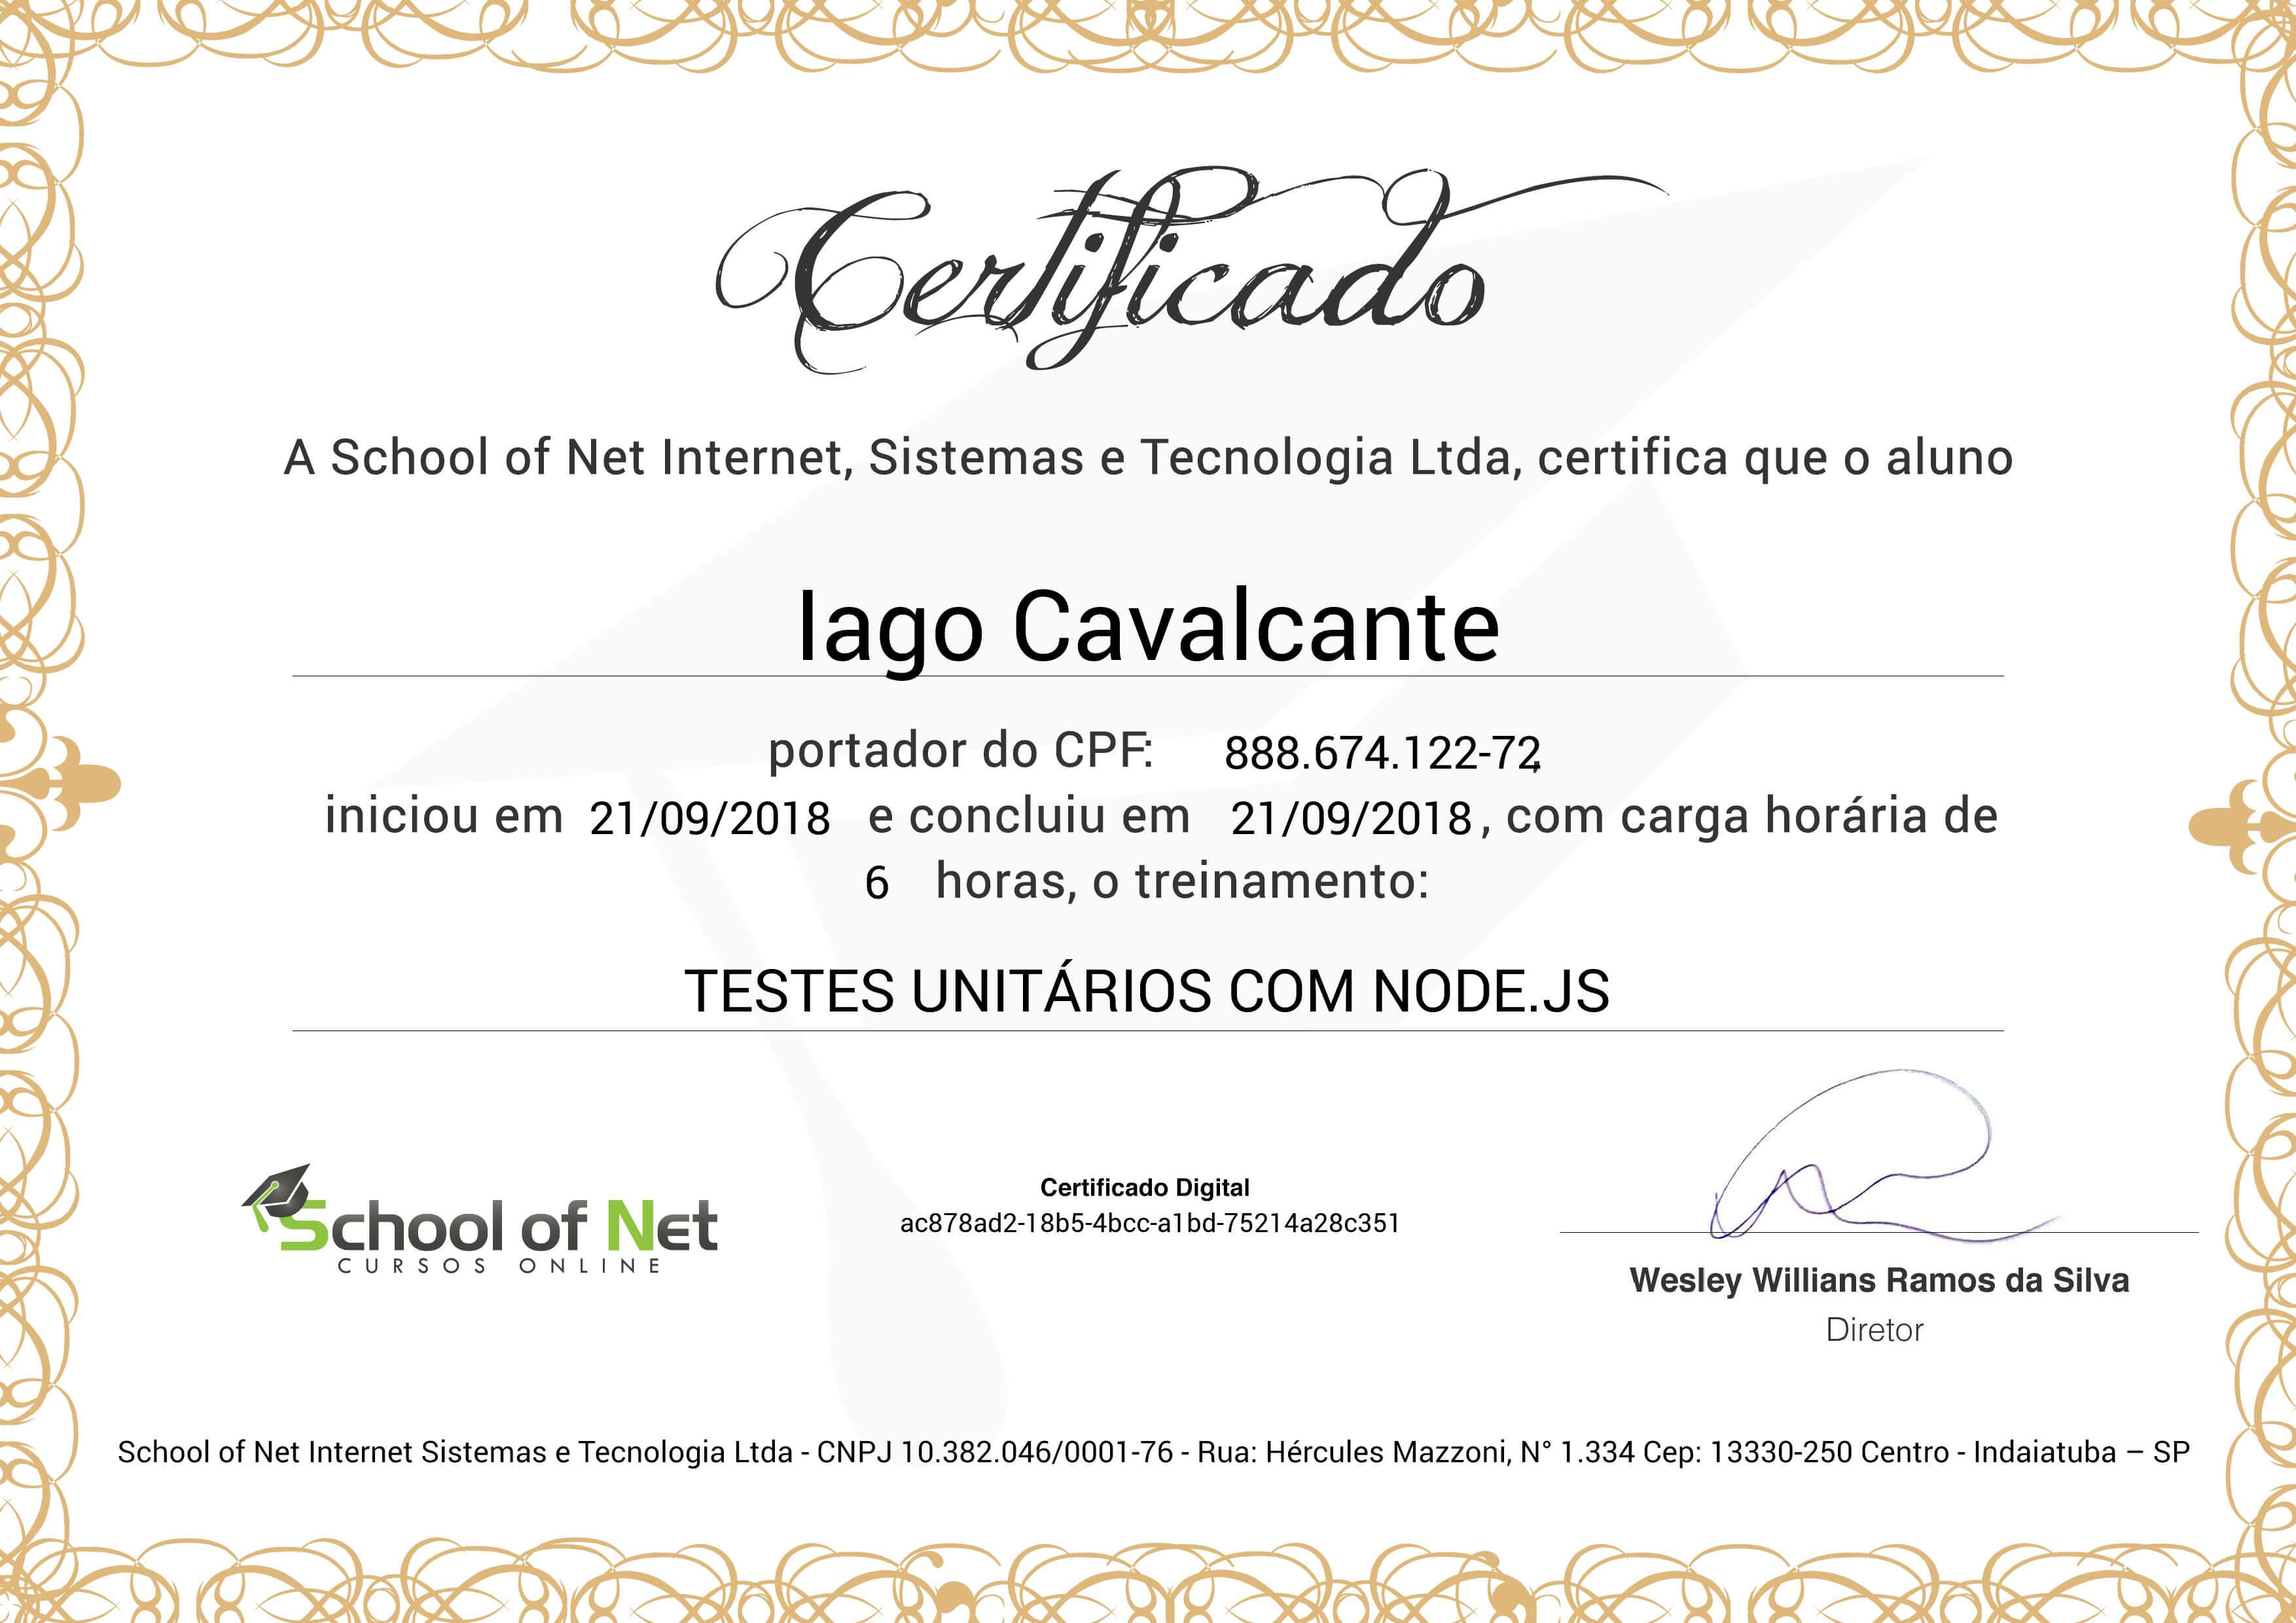 Certificado
A School of Net Internet, Sistemas e Tecnologia Ltda, certifica que o aluno
Iago Cavalcante
portador do CPF: 888.674.122-72,
iniciou em 21/09/2018 e concluiu em 21/09/2018, com carga horária de
6 horas, o treinamento:
TESTES UNITÁRIOS COM NODE.JS
School of Net
CURSOS ONLINE
Certificado Digital
ac878ad2-18b5-4bcc-a1bd-75214a28c351
Wesley Willians Ramos da Silva
Diretor
School of Net Internet Sistemas e Tecnologia Ltda - CNPJ 10.382.046/0001-76 - Rua: Hércules Mazzoni, N° 1.334 Cep: 13330-250 Centro - Indaiatuba – SP